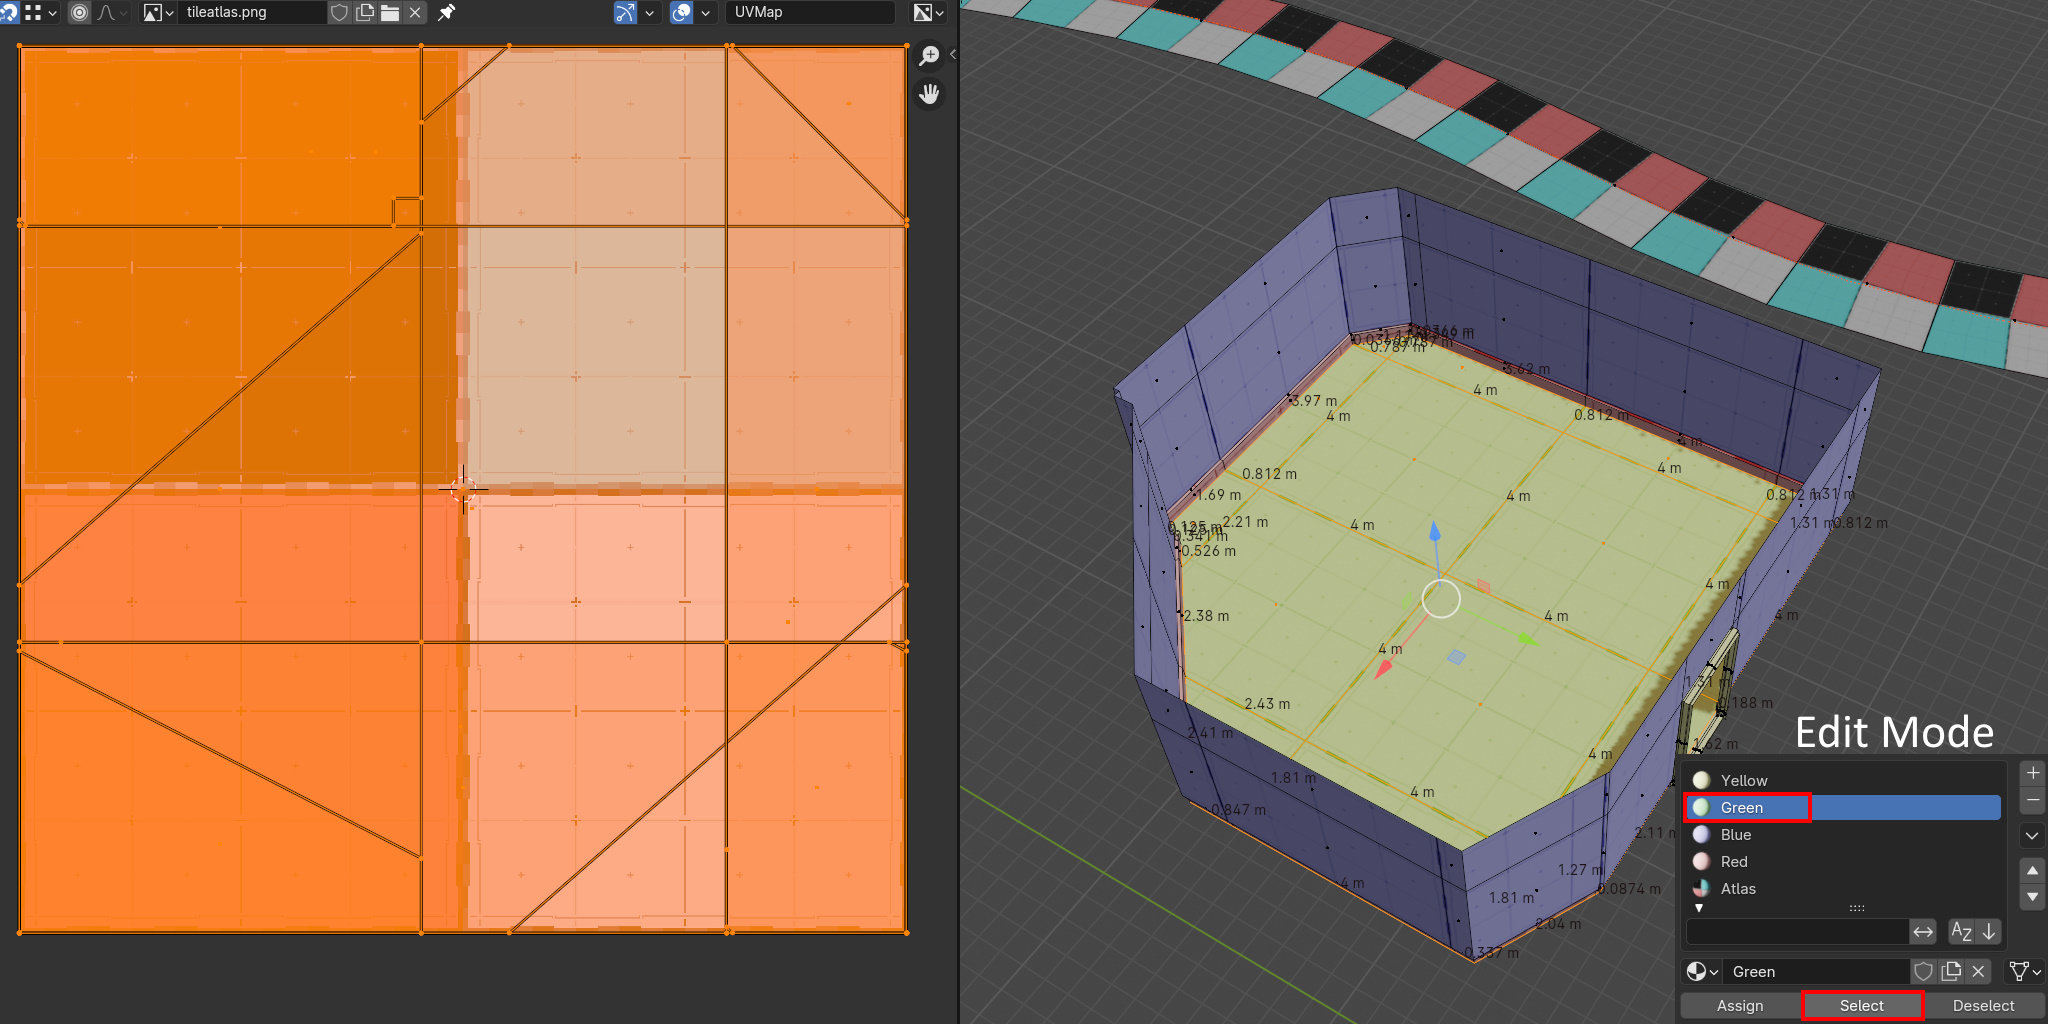 tileatlas.png
UVMap
0.787 m
3.62 m
4 m
3.97 m
4 m
0.812 m
4 m
4 m
0.812 m
1.69 m
4 m
0.812 m
1.31 m
2.21 m
4 m
1.31 m
0.812 m
0.125 m
0.341 m
0.526 m
4 m
2.38 m
4 m
4 m
4 m
1.31 m
2.43 m
0.188 m
2.41 m
1.62 m
Edit Mode
4 m
1.81 m
4 m
0.847 m
2.11 m
1.27 m
4 m
0.0874 m
1.81 m
2.04 m
0.337 m
Yellow
Green
Blue
Red
Atlas
AZ
Green
Assign
Select
Deselect